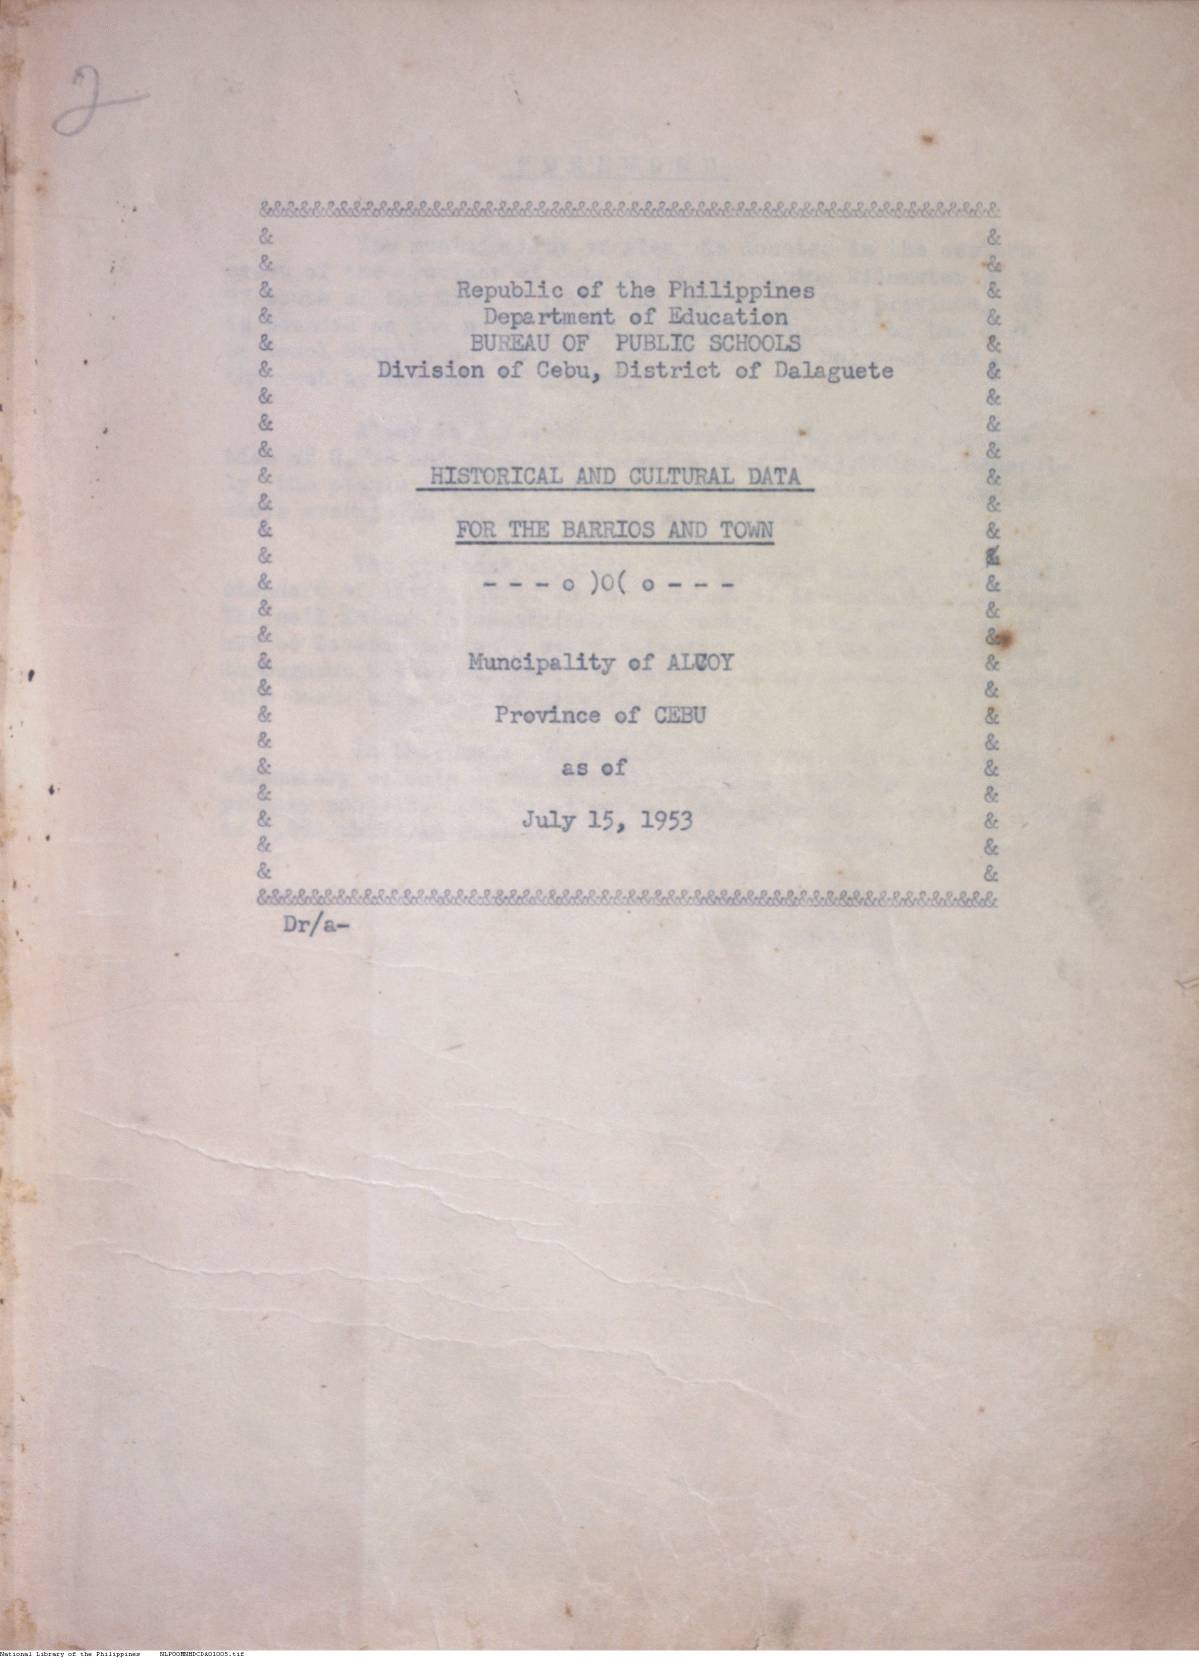 2
&&&&&&&&&&&&&&&&&&&&&&&&&&&&&&&&&&&&&&&&&&&&&&&&&&&&&&&&
Republic of the Philippines
Department of Education
BUREAU OF PUBLIC SCHOOLS
Division of Cebu, District of Dalaguete
HISTORICAL AND CULTURAL DATA
FOR THE BARRIOS AND TOWN
- - - o )O( o - - -
Muncipality of ALCOY
Province of CEBU
as of
July 15, 1953
&&&&&&&&&&&&&&&&&&&&&&&&&&&&&&&&&&&&&&&&&&&&&&&&&&&&&&&&
Dr/a-
National Library of the Philippines